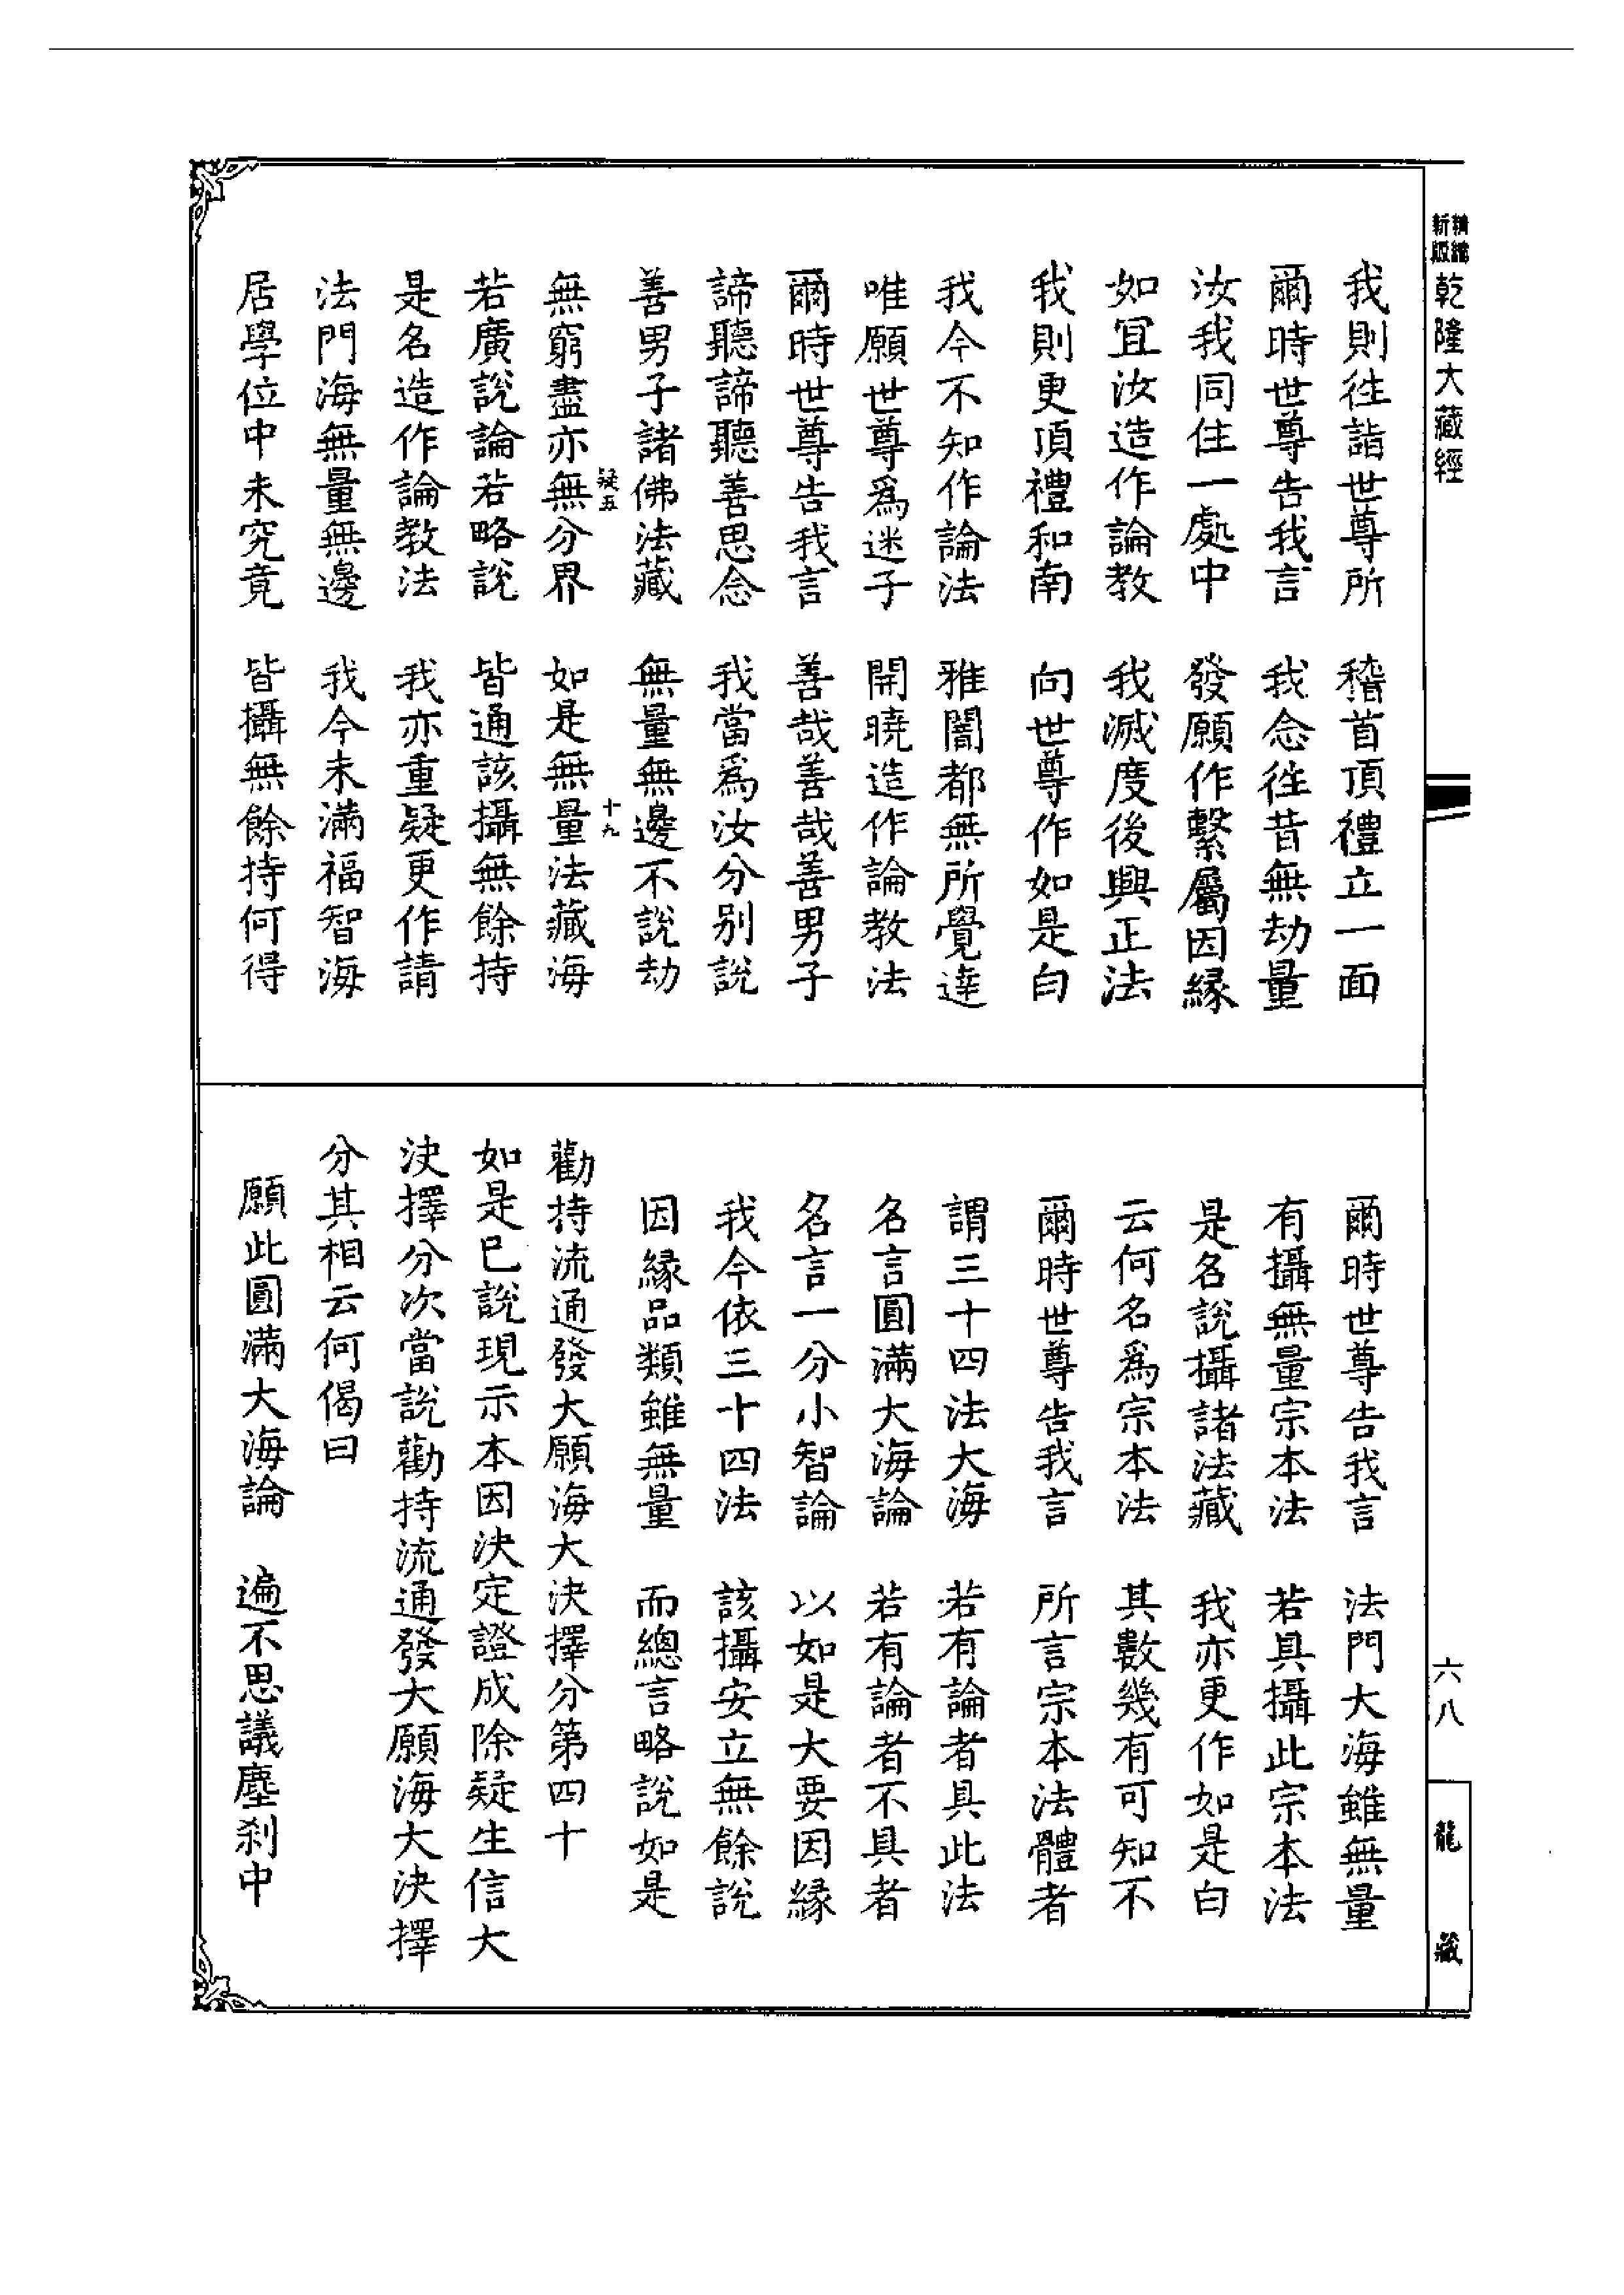 精編新版
乾隆大藏經
六八
龍藏
我則往詣世尊所　稽首頂禮立一面
爾時世尊告我言　我念往昔無劫量
汝我同住一處中　發願作繫屬因緣
如宜汝造作論教　我滅度後興正法
我則更頂禮和南　向世尊作如是白
我今不知作論法　雅闇都無所覺達
唯願世尊爲迷子　開曉造作論教法
爾時世尊告我言　善哉善哉善男子
諦聽諦聽善思念　我當爲汝分別說
善男子諸佛法藏　無量無邊不說劫
疑五　十九
無窮盡亦無分界　如是無量法藏海
若廣說論若略說　皆通該攝無餘持
是名造作論教法　我亦重疑更作請
法門海無量無邊　我今未滿福智海
居學位中未究竟　皆攝無餘持何得
爾時世尊告我言　法門大海雖無量
有攝無量宗本法　若具攝此宗本法
是名說攝諸法藏　我亦更作如是白
云何名爲宗本法　其數幾有可知不
爾時世尊告我言　所言宗本法體者
謂三十四法大海　若有論者具此法
名言圓滿大海論　若有論者不具者
名言一分小智論　以如是大要因緣
我今依三十四法　該攝安立無餘說
因緣品類雖無量　而總言略說如是
勸持流通發大願海大決擇分第四十
如是已說現示本因決定證成除疑生信大
決擇分次當說勸持流通發大願海大決擇
分其相云何偈曰
願此圓滿大海論　遍不思議塵刹中